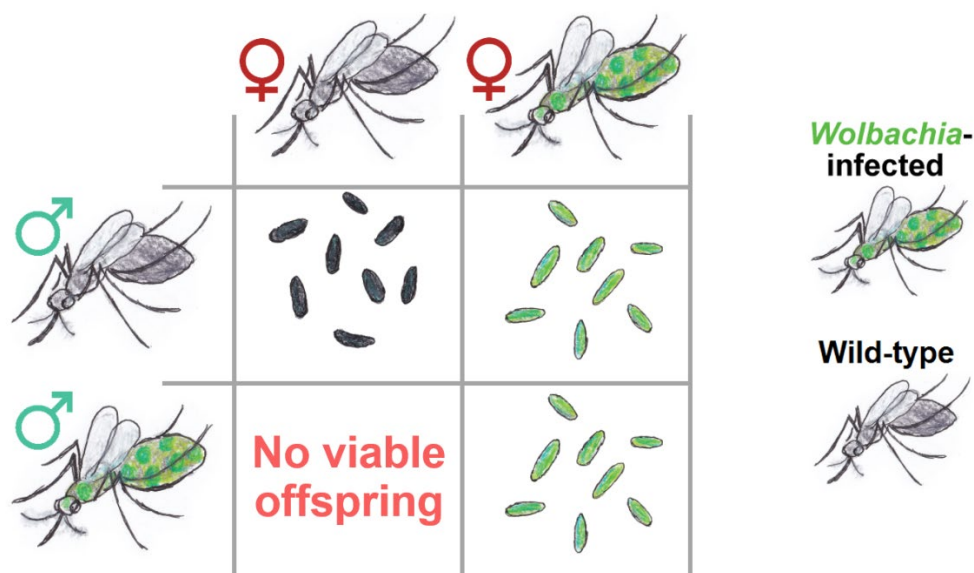 Wolbachia-
infected
Wild-type
No viable
offspring